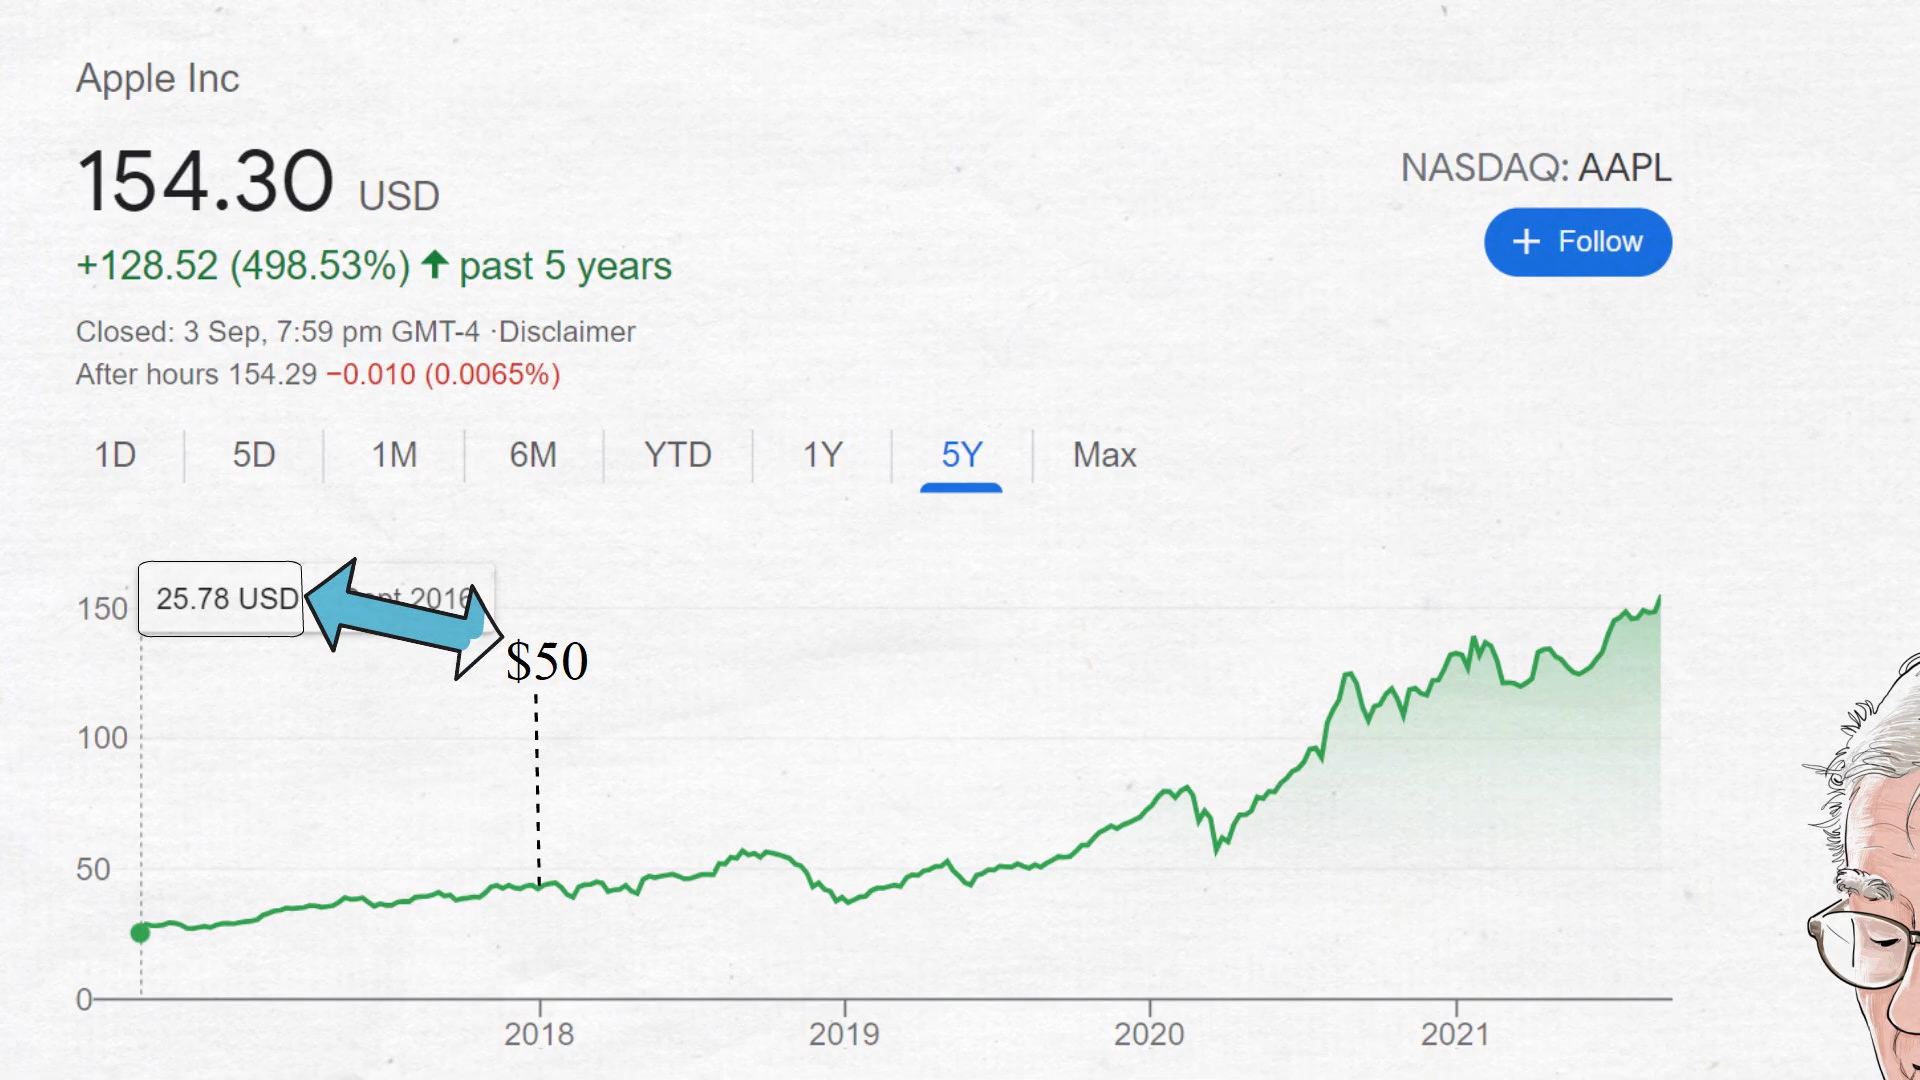 Apple Inc
154.30 USD
+128.52 (498.53%) ↑ past 5 years
Closed: 3 Sep, 7:59 pm GMT-4 ·Disclaimer
After hours 154.29 −0.010 (0.0065%)
NASDAQ: AAPL
+ Follow
1D 5D 1M 6M YTD 1Y 5Y Max
25.78 USD 2016
$50
150
100
50
0
2018 2019 2020 2021